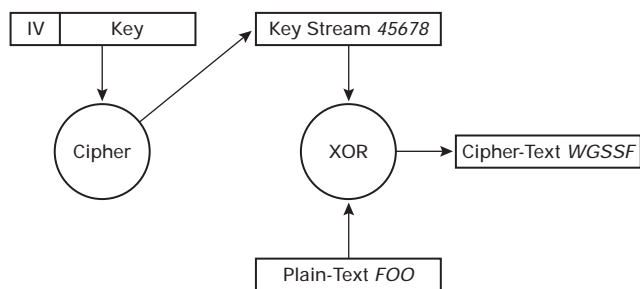 IV Key
Key Stream 45678
Cipher
XOR
Cipher-Text WGSSF
Plain-Text FOO